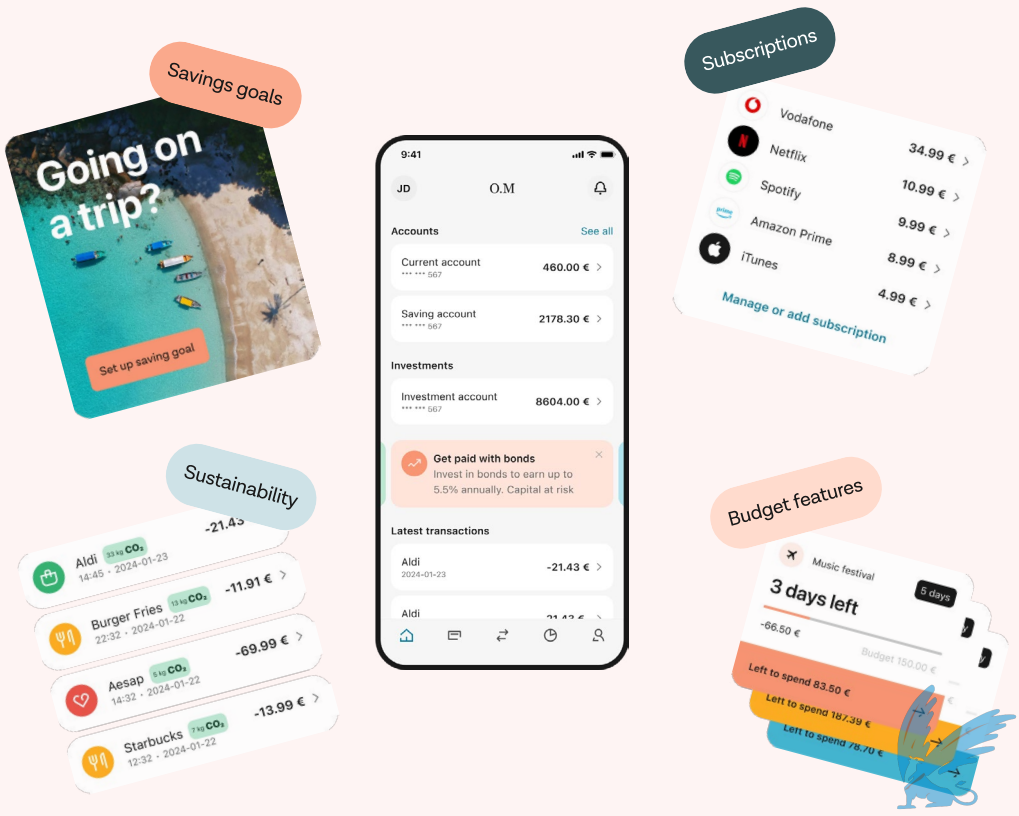 Savings goals
Going on
a trip?
Set up saving goal
Subscriptions
Vodafone
34.99 €
Netflix
10.99 €
Spotify
9.99 €
prime
Amazon Prime
8.99 €
iTunes
4.99 €
Manage or add subscription
9:41
JD
O.M
Accounts
See all
Current account
••• ••• 567
460.00 €
Saving account
••• ••• 567
2178.30 €
Investments
Investment account
••• ••• 567
8604.00 €
Get paid with bonds
Invest in bonds to earn up to
5.5% annually. Capital at risk
Latest transactions
Aldi
2024-01-23
-21.43 €
Aldi
-21.43 €
Sustainability
Aldi 33 kg CO₂ -21.43
14:45 • 2024-01-23
Burger Fries 13 kg CO₂ -11.91 €
22:32 • 2024-01-22
Aesap 5 kg CO₂ -69.99 €
14:32 • 2024-01-22
Starbucks 7 kg CO₂ -13.99 €
12:32 • 2024-01-22
Budget features
Music festival
5 days
3 days left
-66.50 €
Budget 150.00 €
Left to spend 83.50 €
Left to spend 187.39 €
Left to spend 78.70 €